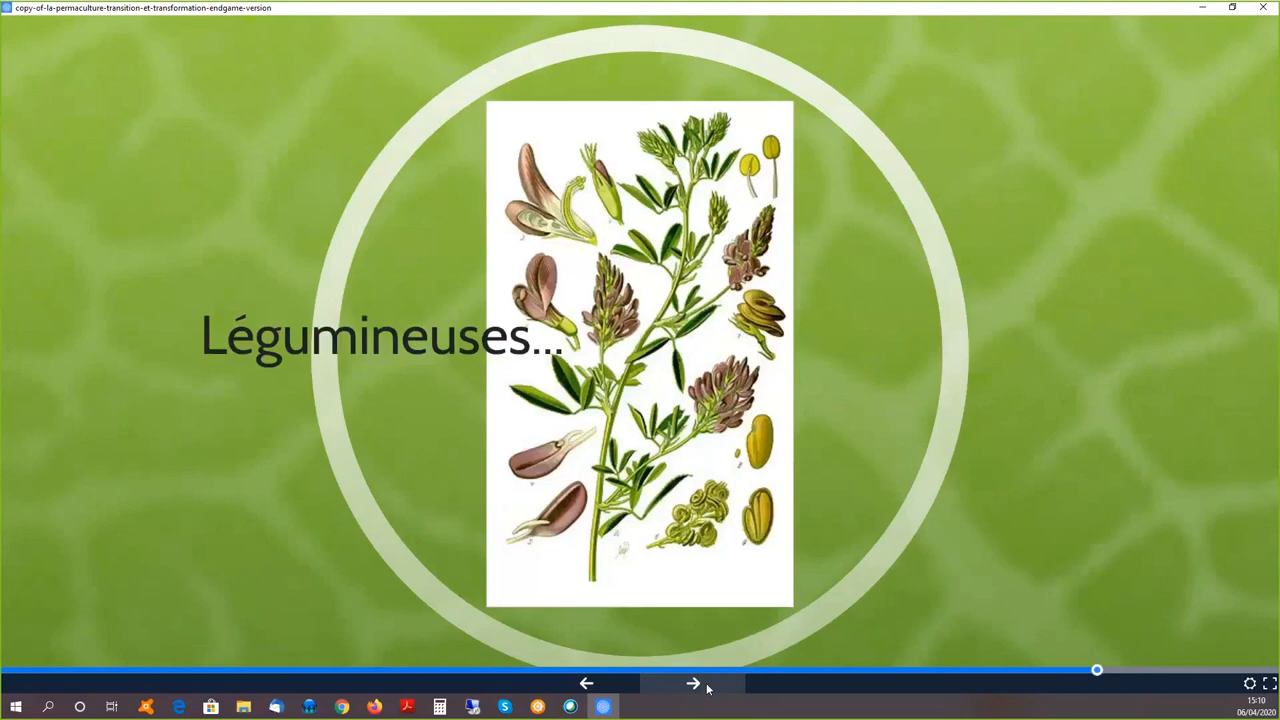 copy-of-la-permaculture-transition-et-transformation-endgame-version
Légumineuses...
15:10
06/04/2020